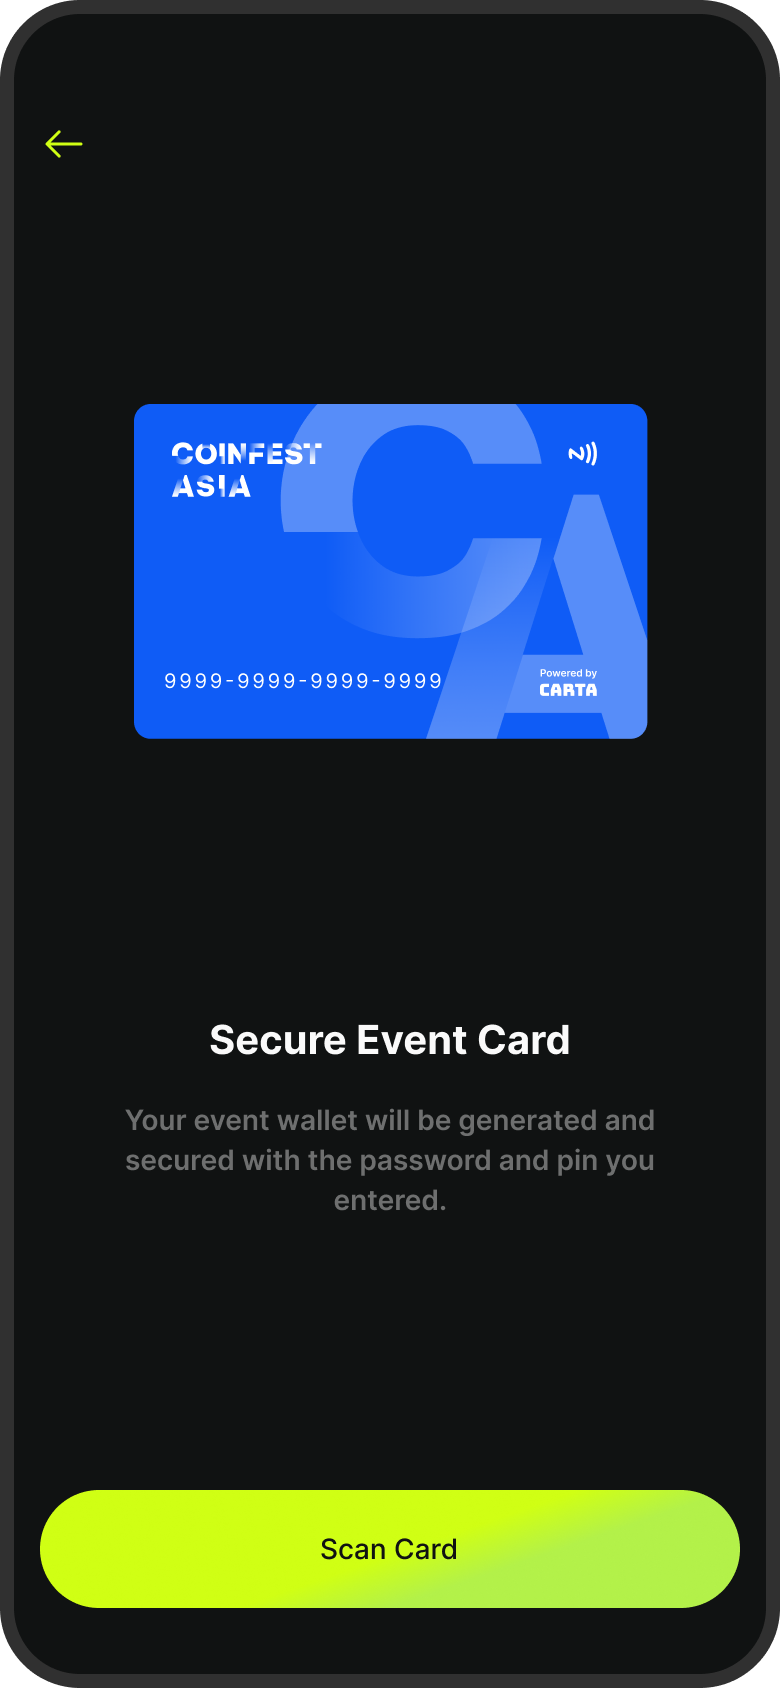 COINFEST
ASIA
9999-9999-9999-9999
Powered by
CARTA
Secure Event Card
Your event wallet will be generated and
secured with the password and pin you
entered.
Scan Card